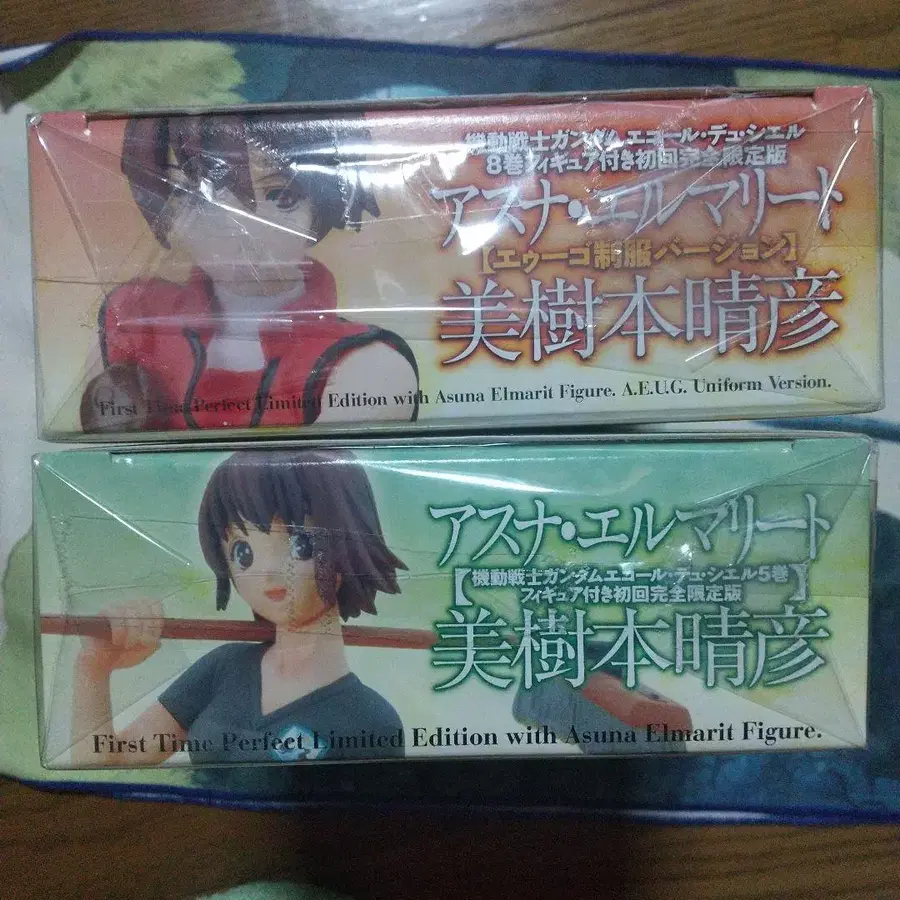 機動戦士ガンダム エコール・デュ・シエル
8巻フィギュア付き初回完全限定版
アスナ・エルマリート
【エゥーゴ制服バージョン】
美樹本晴彦
First Time Perfect Limited Edition with Asuna Elmarit Figure. A.E.U.G. Uniform Version.
アスナ・エルマリート
【機動戦士ガンダムエコール・デュ・シエル5巻
フィギュア付き初回完全限定版】
美樹本晴彦
First Time Perfect Limited Edition with Asuna Elmarit Figure.